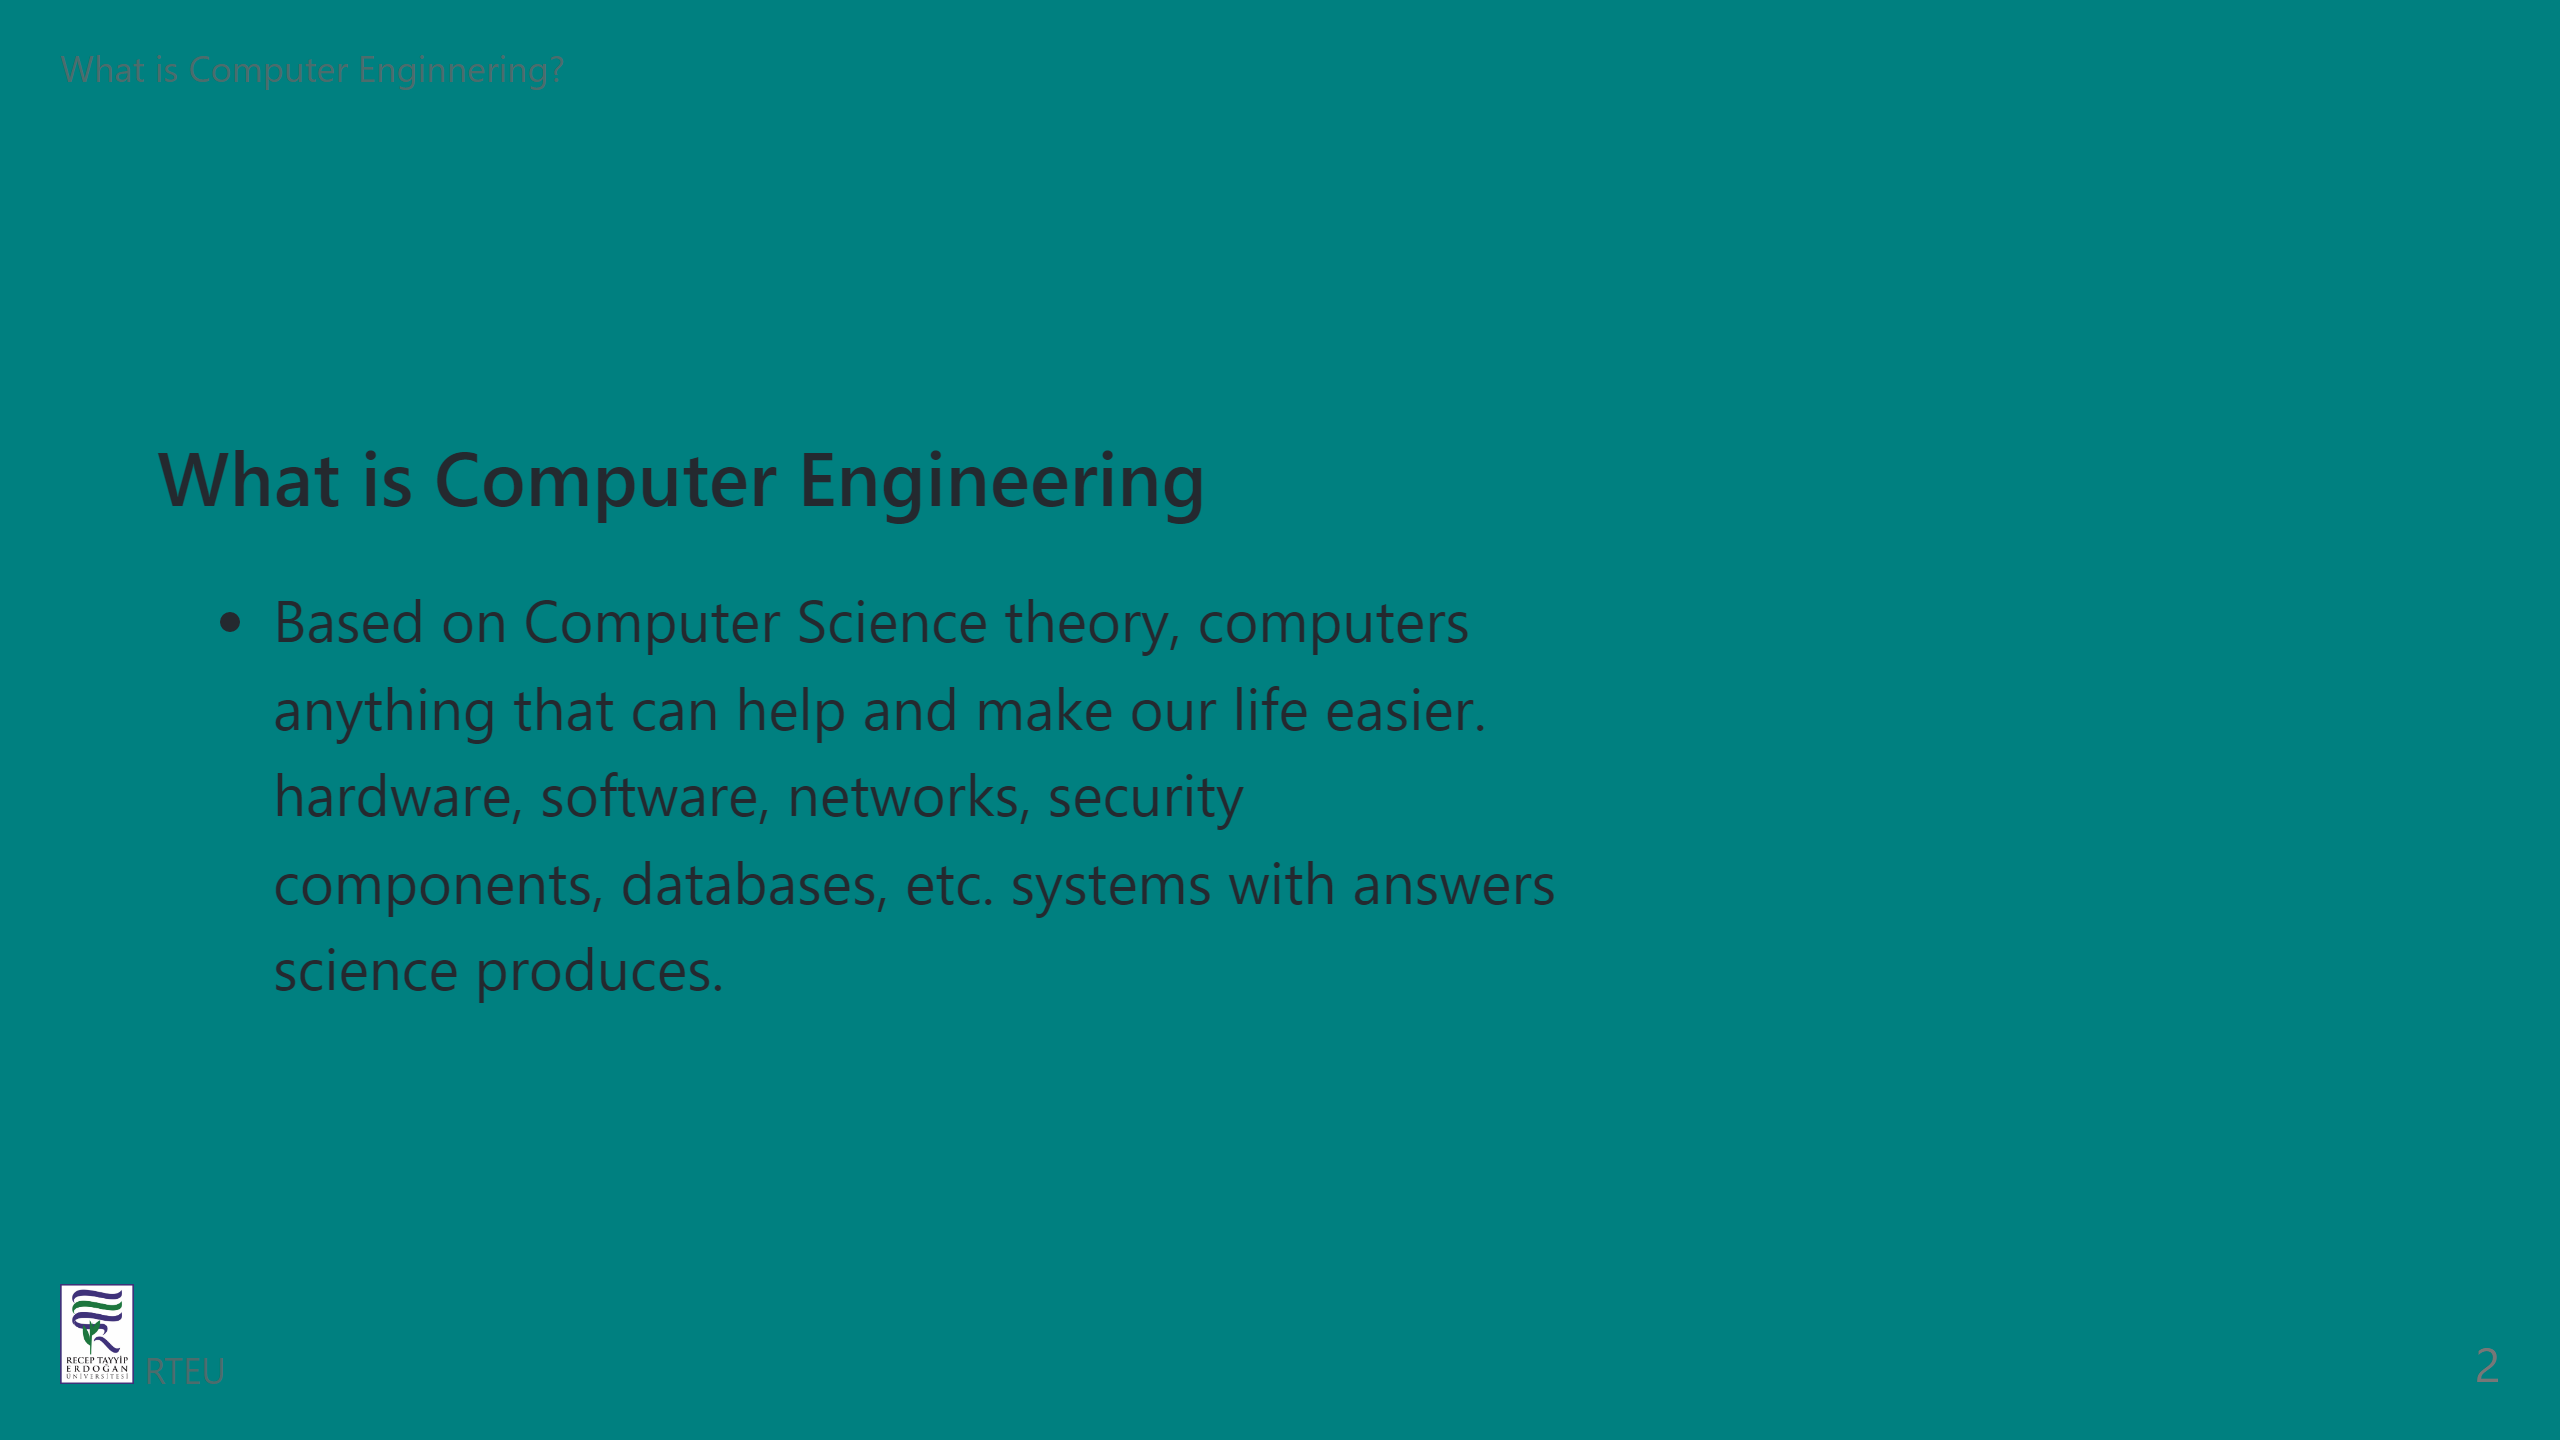 What is Computer Enginnering?
What is Computer Engineering
• Based on Computer Science theory, computers
anything that can help and make our life easier.
hardware, software, networks, security
components, databases, etc. systems with answers
science produces.
RECEP TAYYİP
ERDOĞAN
ÜNİVERSİTESİ
RTEU
2